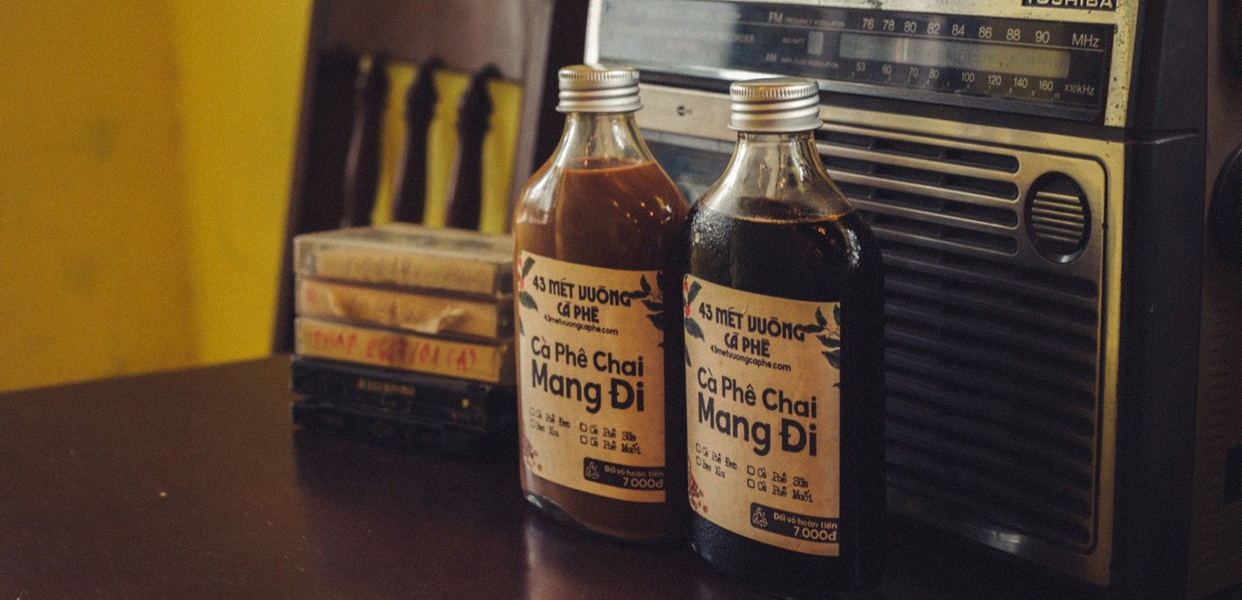 TOSHIBA
FM FREQUENCY MODULATION 76 78 80 82 84 86 88 90 MHz
AM 53 60 70 80 100 120 140 160 X10kHz
43 MÉT VUÔNG
CÀ PHÊ
43metvuongcaphe.com
Cà Phê Chai
Mang Đi
Cà Phê Đen Cà Phê Sữa
Bạc Xỉu Cà Phê Muối
Đổi vỏ hoàn tiền
7.000đ
43 MÉT VUÔNG
CÀ PHÊ
43metvuongcaphe.com
Cà Phê Chai
Mang Đi
Cà Phê Đen Cà Phê Sữa
Bạc Xỉu Cà Phê Muối
Đổi vỏ hoàn tiền
7.000đ